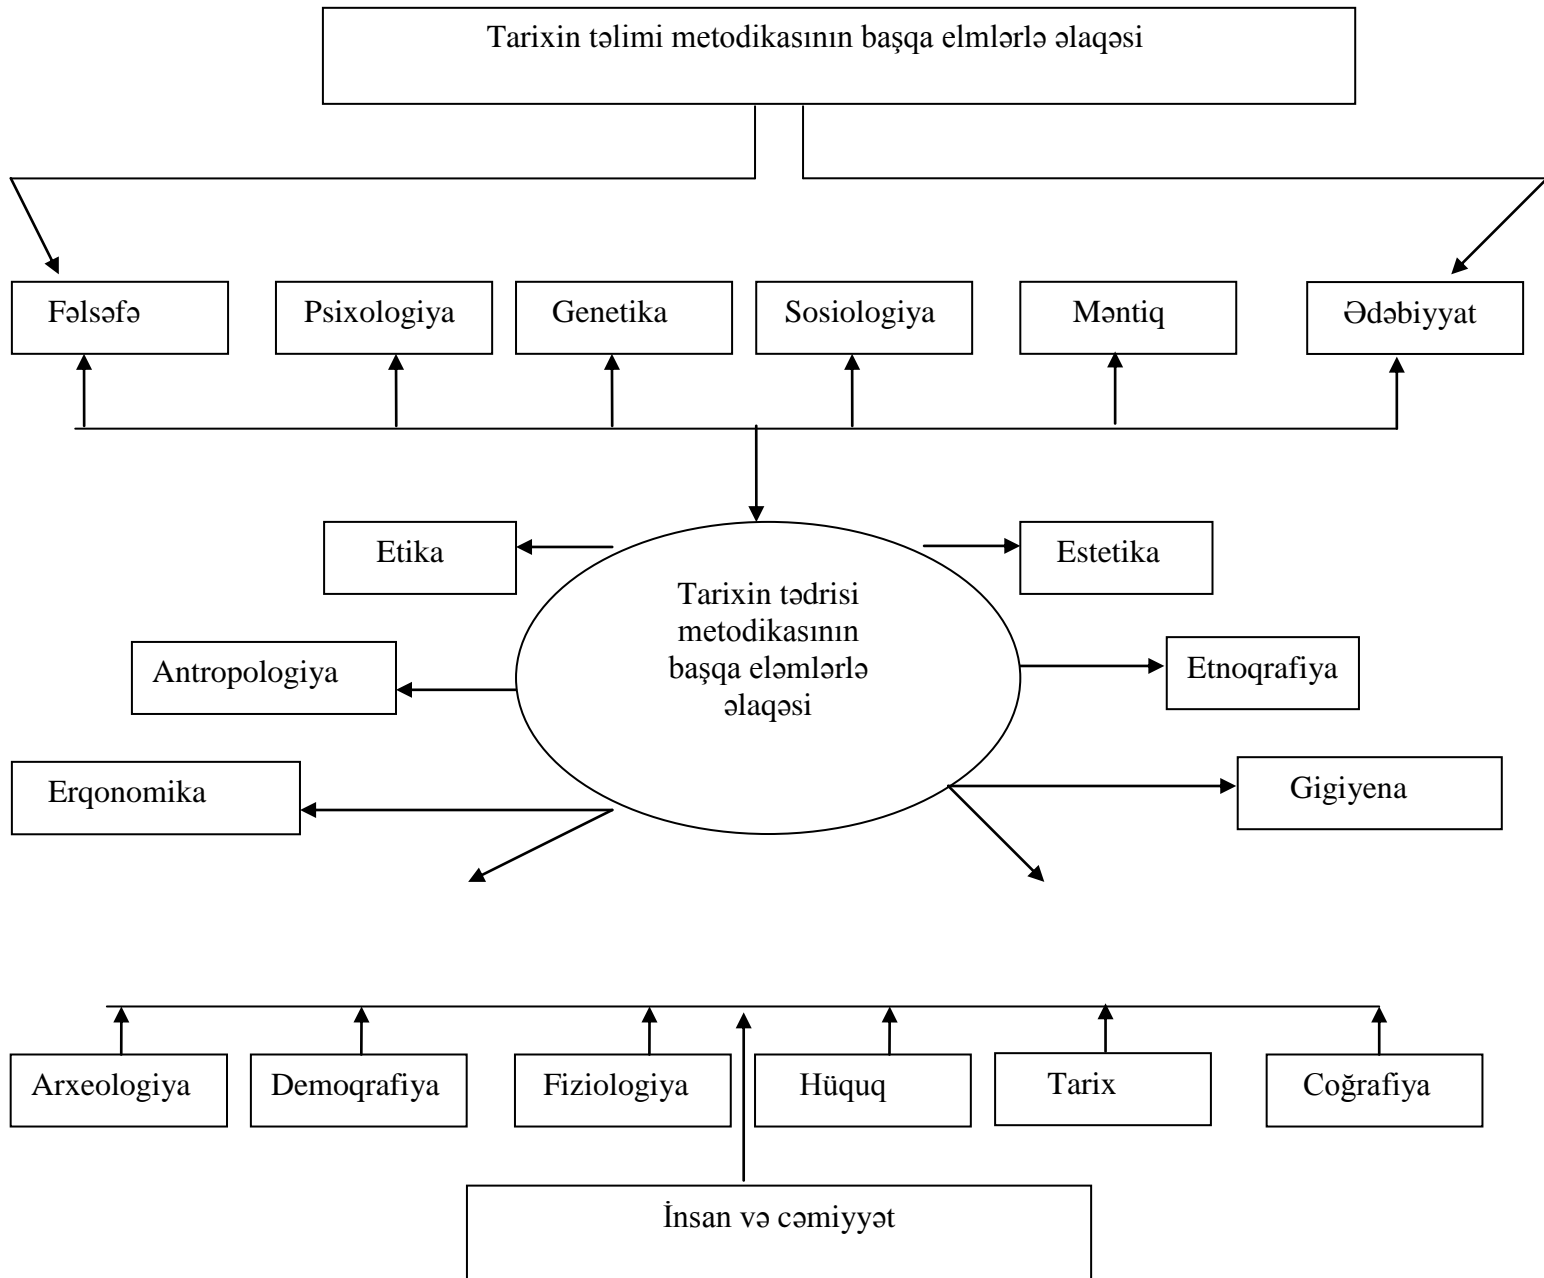 Tarixin təlimi metodikasının başqa elmlərlə əlaqəsi
Fəlsəfə
Psixologiya
Genetika
Sosiologiya
Məntiq
Ədəbiyyat
Etika
Estetika
Tarixin tədrisi
metodikasının
başqa eləmlərlə
əlaqəsi
Antropologiya
Etnoqrafiya
Erqonomika
Gigiyena
Arxeologiya
Demoqrafiya
Fiziologiya
Hüquq
Tarix
Coğrafiya
İnsan və cəmiyyət